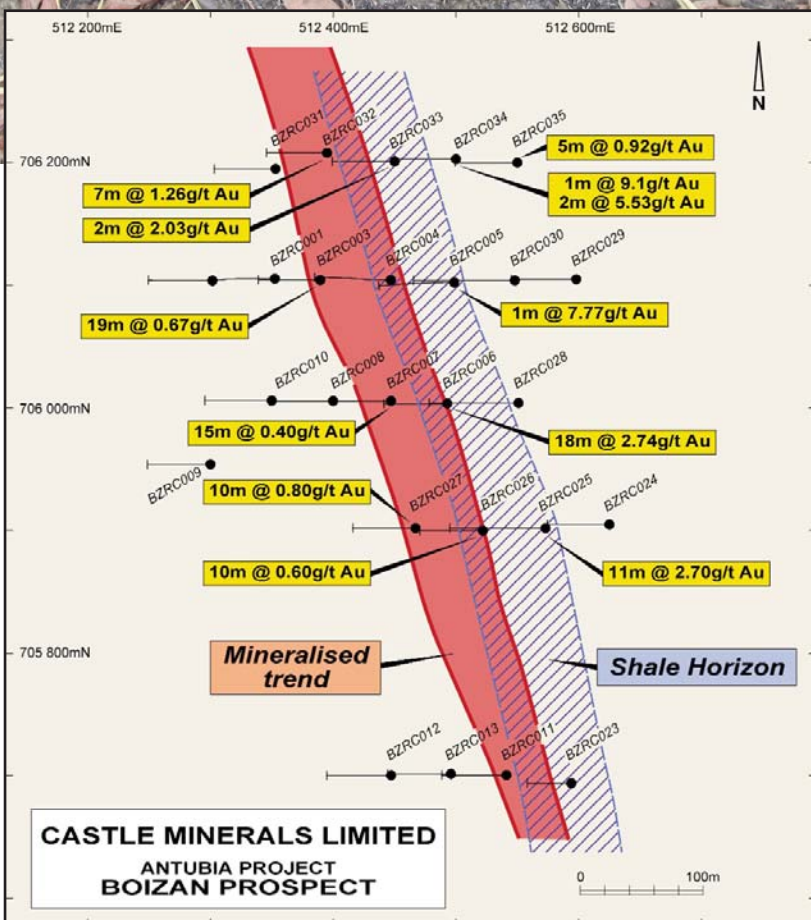 512 200mE
512 400mE
512 600mE
N
BZRC031
BZRC032
BZRC033
BZRC034
BZRC035
5m @ 0.92g/t Au
706 200mN
1m @ 9.1g/t Au
2m @ 5.53g/t Au
7m @ 1.26g/t Au
2m @ 2.03g/t Au
BZRC001
BZRC003
BZRC004
BZRC005
BZRC030
BZRC029
19m @ 0.67g/t Au
1m @ 7.77g/t Au
BZRC010
BZRC008
BZRC007
BZRC006
BZRC028
706 000mN
15m @ 0.40g/t Au
18m @ 2.74g/t Au
BZRC009
10m @ 0.80g/t Au
BZRC027
BZRC026
BZRC025
BZRC024
10m @ 0.60g/t Au
11m @ 2.70g/t Au
705 800mN
Mineralised
trend
Shale Horizon
BZRC012
BZRC013
BZRC011
BZRC023
CASTLE MINERALS LIMITED
ANTUBIA PROJECT
BOIZAN PROSPECT
0 100m